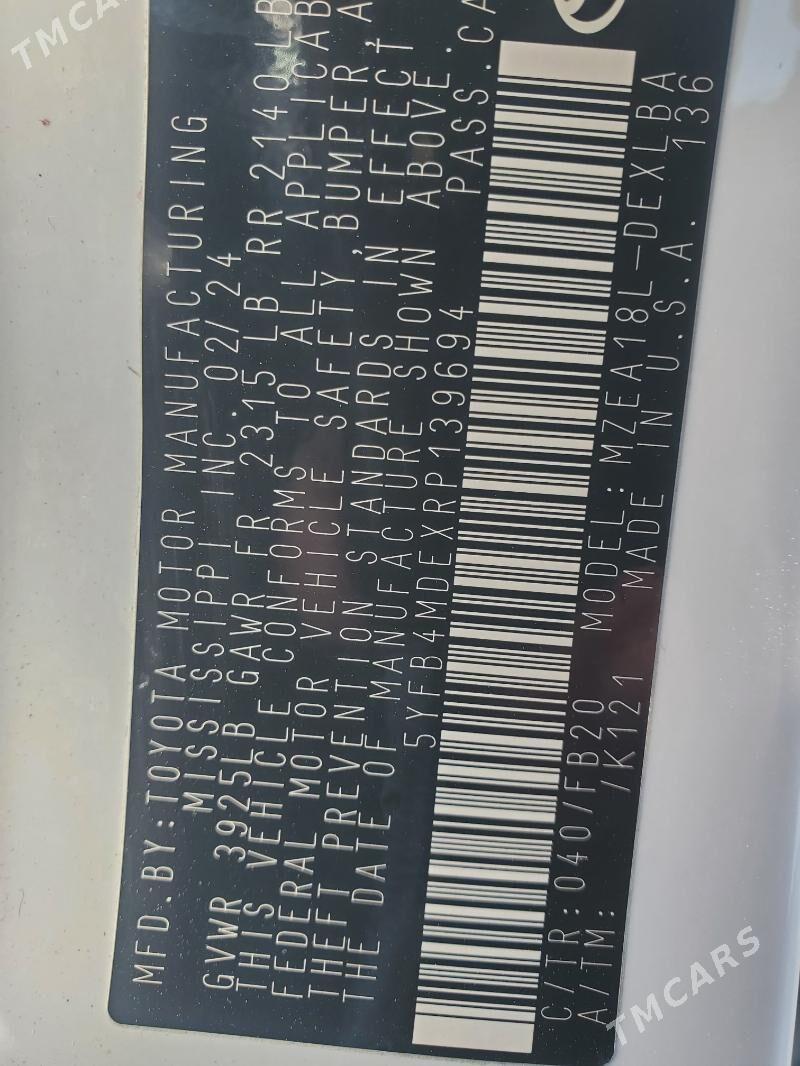 MFD.BY:TOYOTA MOTOR MANUFACTURING
MISSISSIPPI INC. 02/24
GVWR 3925LB GAWR FR 2315 LB RR 2140 LB
THIS VEHICLE CONFORMS TO ALL APPLICAB
FEDERAL MOTOR VEHICLE SAFETY, BUMPER A
THEFT PREVENTION STANDARDS IN EFFECT
THE DATE OF MANUFACTURE SHOWN ABOVE.
5YFB4MDEXRP139694 PASS.CA
C/TR:040/FB20 MODEL:MZEA18L-DEXLBA
A/TM: /K121 MADE IN U.S.A. 136
TMCARS
TMCARS